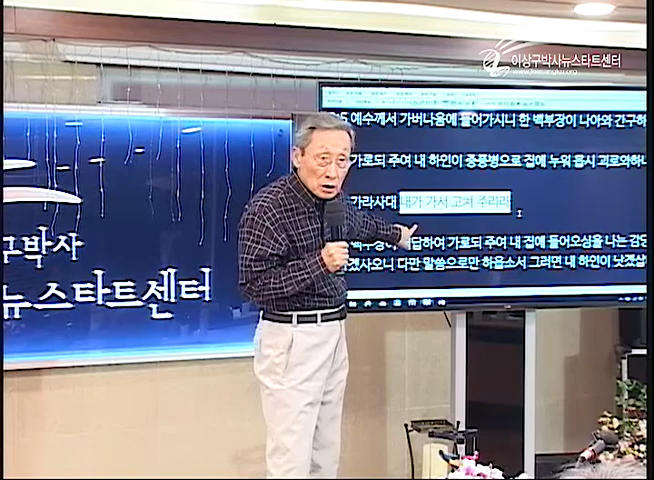 이상구박사뉴스타트센터
:5 예수께서 가버나움에 들어가시니 한 백부장이 나아와 간구하
가로되 주여 내 하인이 중풍병으로 집에 누워 몹시 괴로와하
가라사대 내가 가서 고쳐 주리라
백부장이 대답하여 가로되 주여 내 집에 들어오심을 나는 감당
겠사오니 다만 말씀으로만 하옵소서 그러면 내 하인이 낫겠삽
구박사
뉴스타트센터